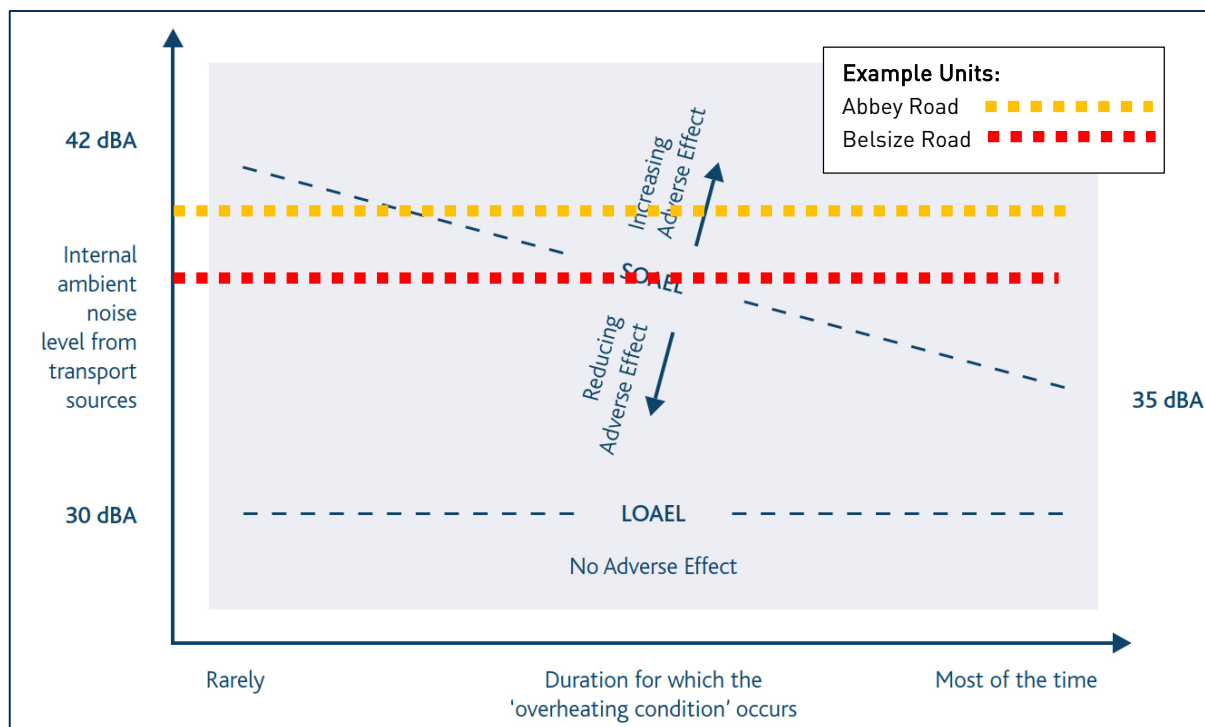 Example Units:
Abbey Road
Belsize Road
42 dBA
Increasing
Adverse Effect
Internal
ambient
noise
level from
transport
sources
SOAEL
Reducing
Adverse Effect
35 dBA
30 dBA
LOAEL
No Adverse Effect
Rarely
Duration for which the
‘overheating condition’ occurs
Most of the time